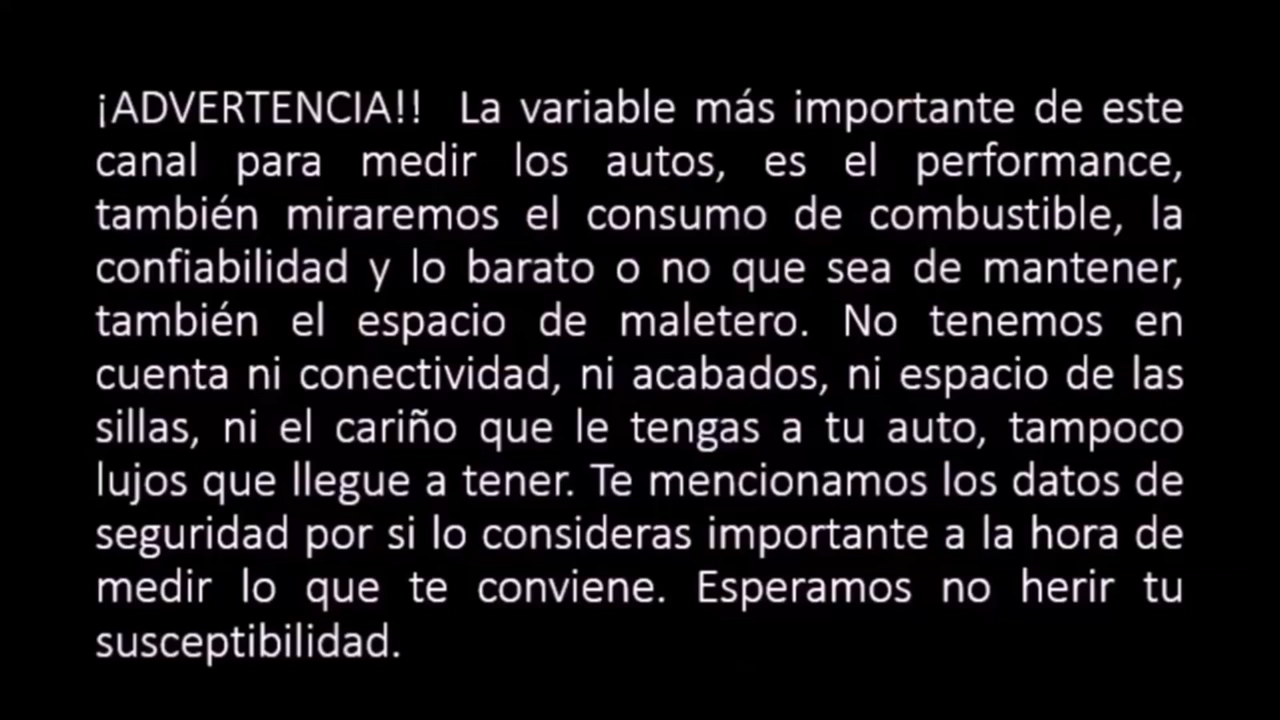 ¡ADVERTENCIA!! La variable más importante de este
canal para medir los autos, es el performance,
también miraremos el consumo de combustible, la
confiabilidad y lo barato o no que sea de mantener,
también el espacio de maletero. No tenemos en
cuenta ni conectividad, ni acabados, ni espacio de las
sillas, ni el cariño que le tengas a tu auto, tampoco
lujos que llegue a tener. Te mencionamos los datos de
seguridad por si lo consideras importante a la hora de
medir lo que te conviene. Esperamos no herir tu
susceptibilidad.